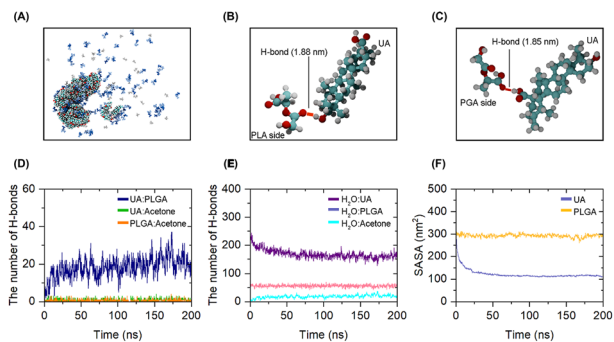 (A)
(B)
UA
H-bond (1.88 nm)
PLA side
(C)
UA
H-bond (1.85 nm)
PGA side
(D)
The number of H-bonds
60
40
20
0
UA:PLGA
UA:Acetone
PLGA:Acetone
0 50 100 150 200
Time (ns)
(E)
The number of H-bonds
400
300
200
100
0
H₂O:UA
H₂O:PLGA
H₂O:Acetone
0 50 100 150 200
Time (ns)
(F)
SASA (nm²)
500
400
300
200
100
0
UA
PLGA
0 50 100 150 200
Time (ns)